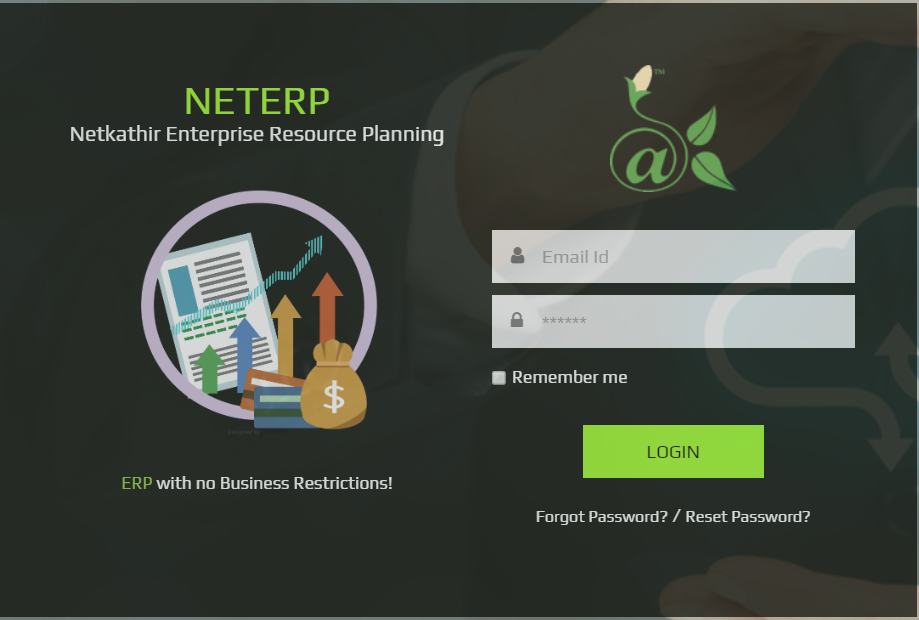 NETERP
Netkathir Enterprise Resource Planning
$
ERP with no Business Restrictions!
TM
@
Email Id
******
Remember me
LOGIN
Forgot Password? / Reset Password?